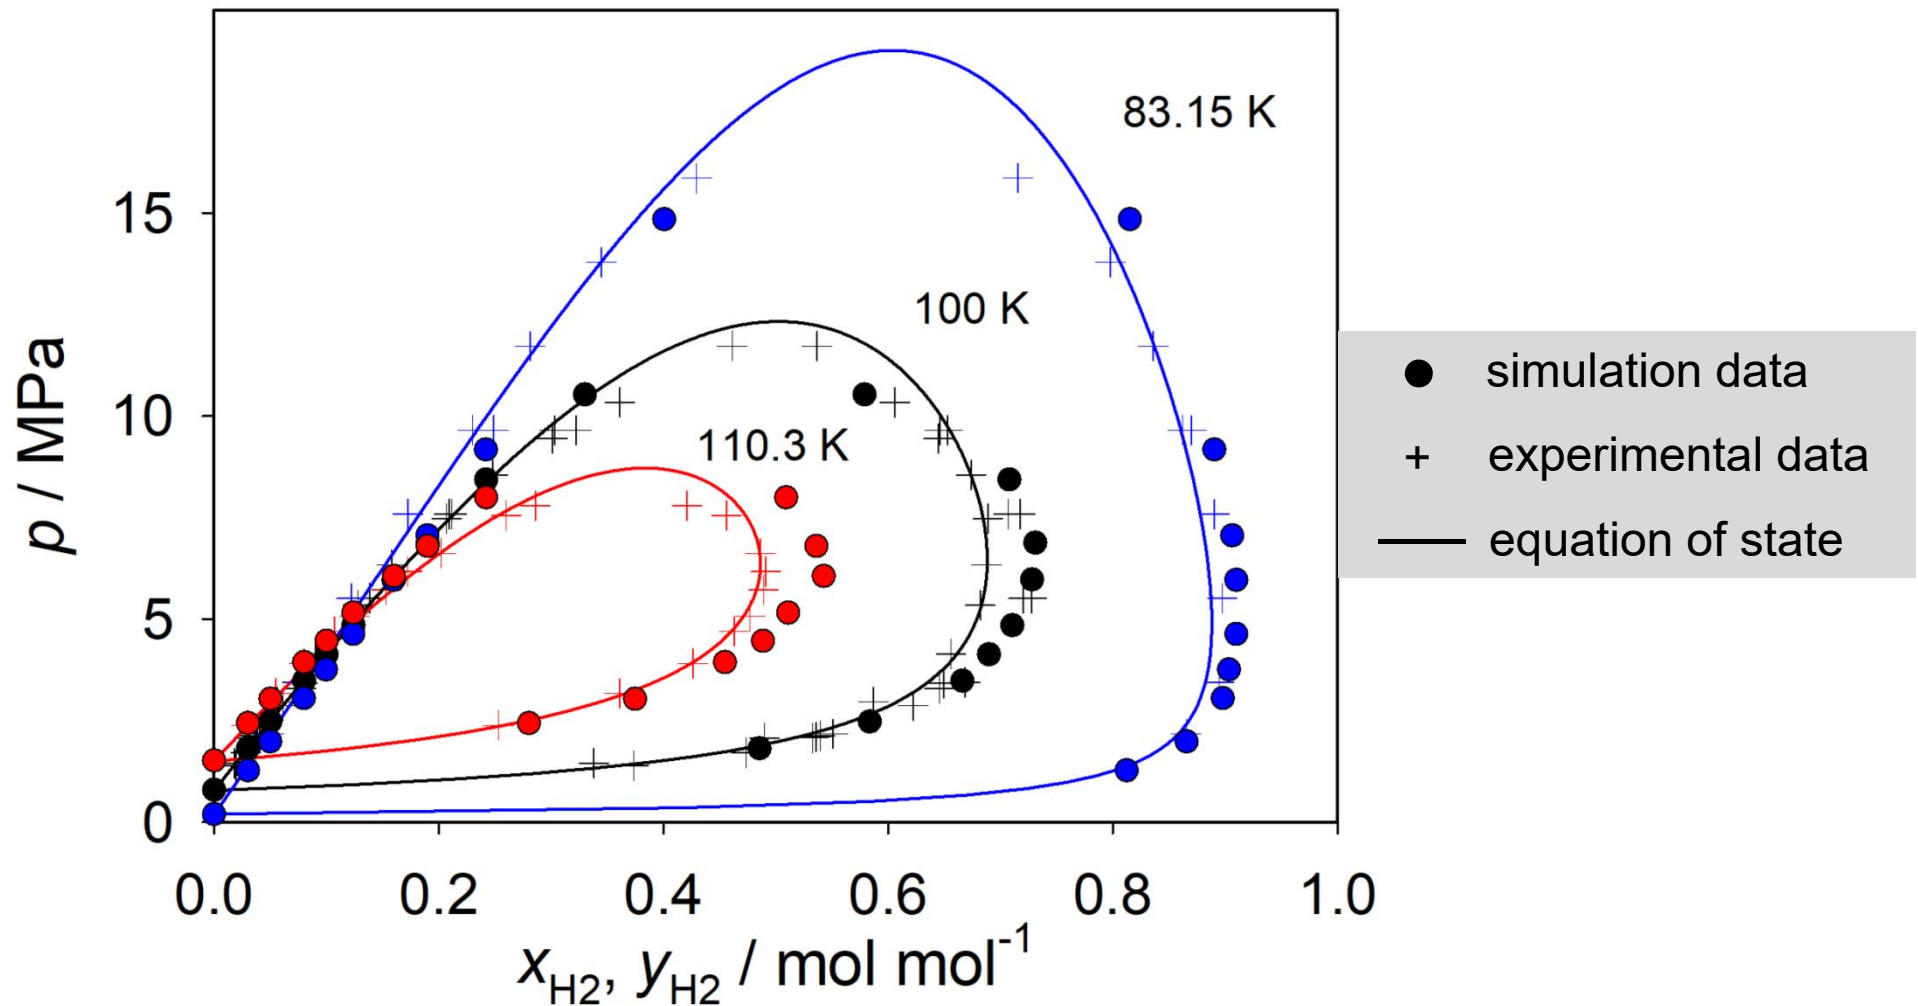 83.15 K
100 K
110.3 K
15
10
5
0
p / MPa
0.0 0.2 0.4 0.6 0.8 1.0
xH2, yH2 / mol mol-1
simulation data
experimental data
equation of state